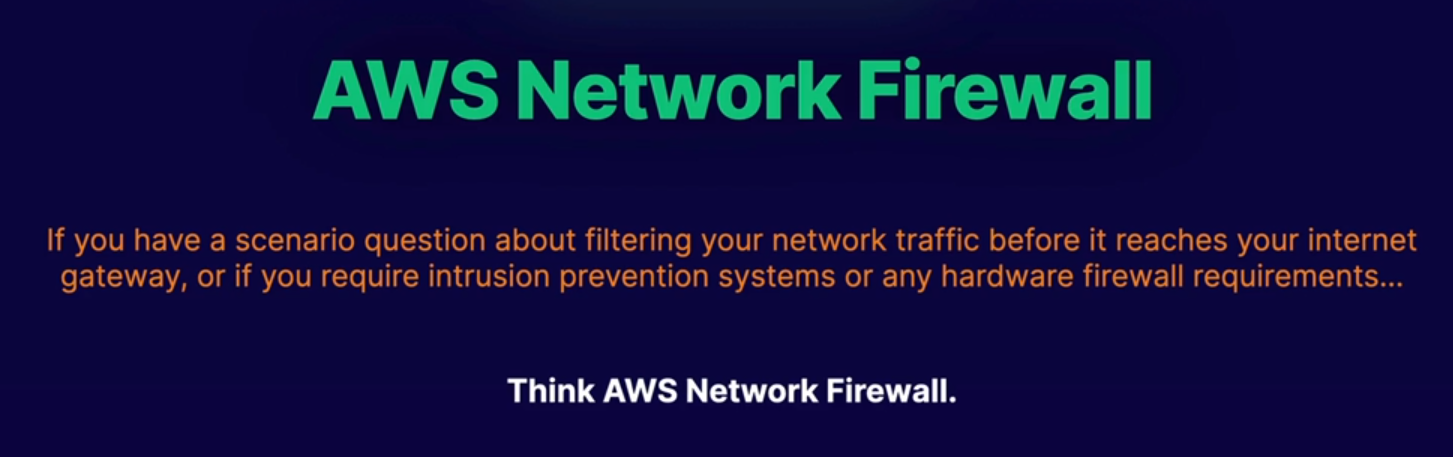 AWS Network Firewall
If you have a scenario question about filtering your network traffic before it reaches your internet
gateway, or if you require intrusion prevention systems or any hardware firewall requirements...
Think AWS Network Firewall.